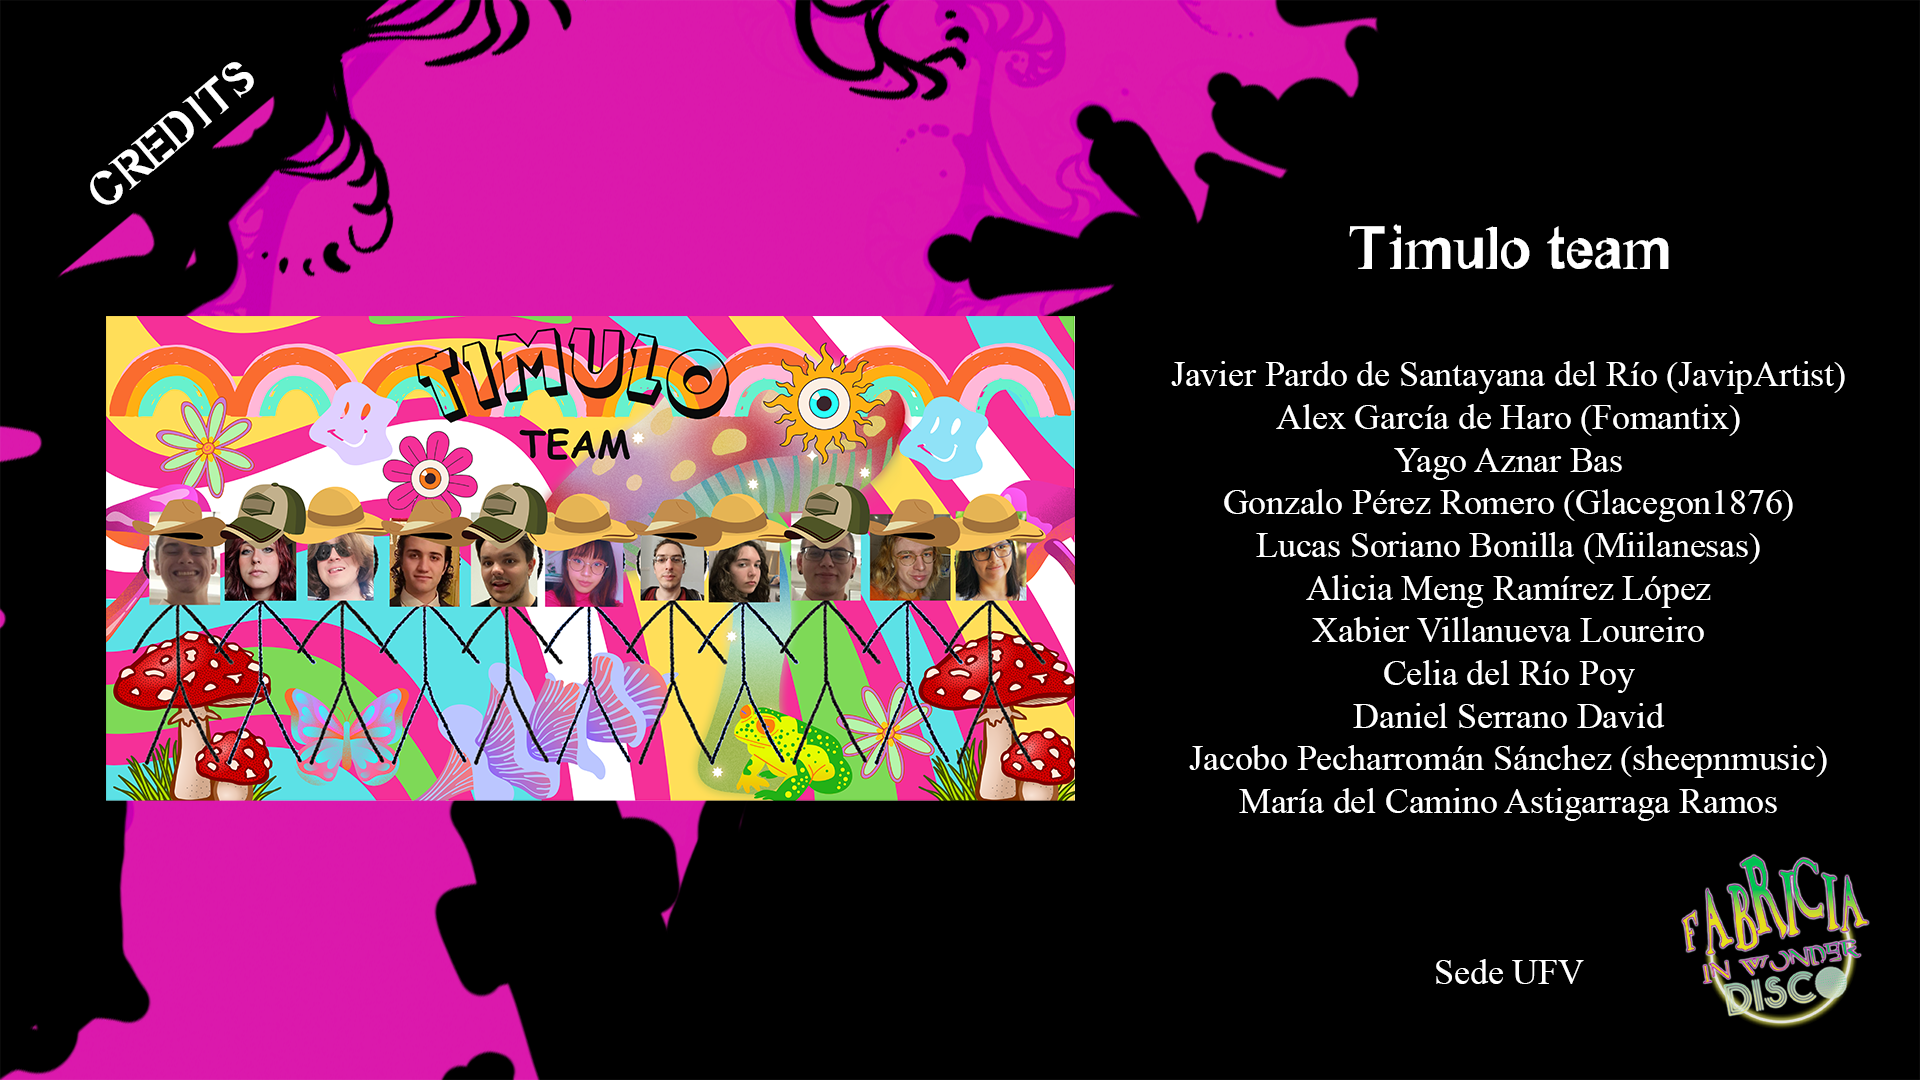 CREDITS
TIMULO
TEAM
Timulo team
Javier Pardo de Santayana del Río (JavipArtist)
Alex García de Haro (Fomantix)
Yago Aznar Bas
Gonzalo Pérez Romero (Glacegon1876)
Lucas Soriano Bonilla (Miilanesas)
Alicia Meng Ramírez López
Xabier Villanueva Loureiro
Celia del Río Poy
Daniel Serrano David
Jacobo Pecharromán Sánchez (sheepnmusic)
María del Camino Astigarraga Ramos
Sede UFV
FABRICIA
IN WONDER
DISCO